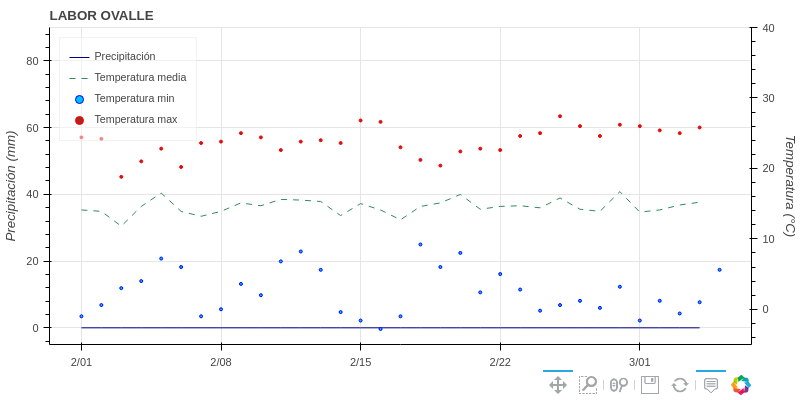 LABOR OVALLE
Precipitación
Temperatura media
Temperatura min
Temperatura max
80
60
40
20
0
Precipitación (mm)
40
30
20
10
0
Temperatura (°C)
2/01
2/08
2/15
2/22
3/01